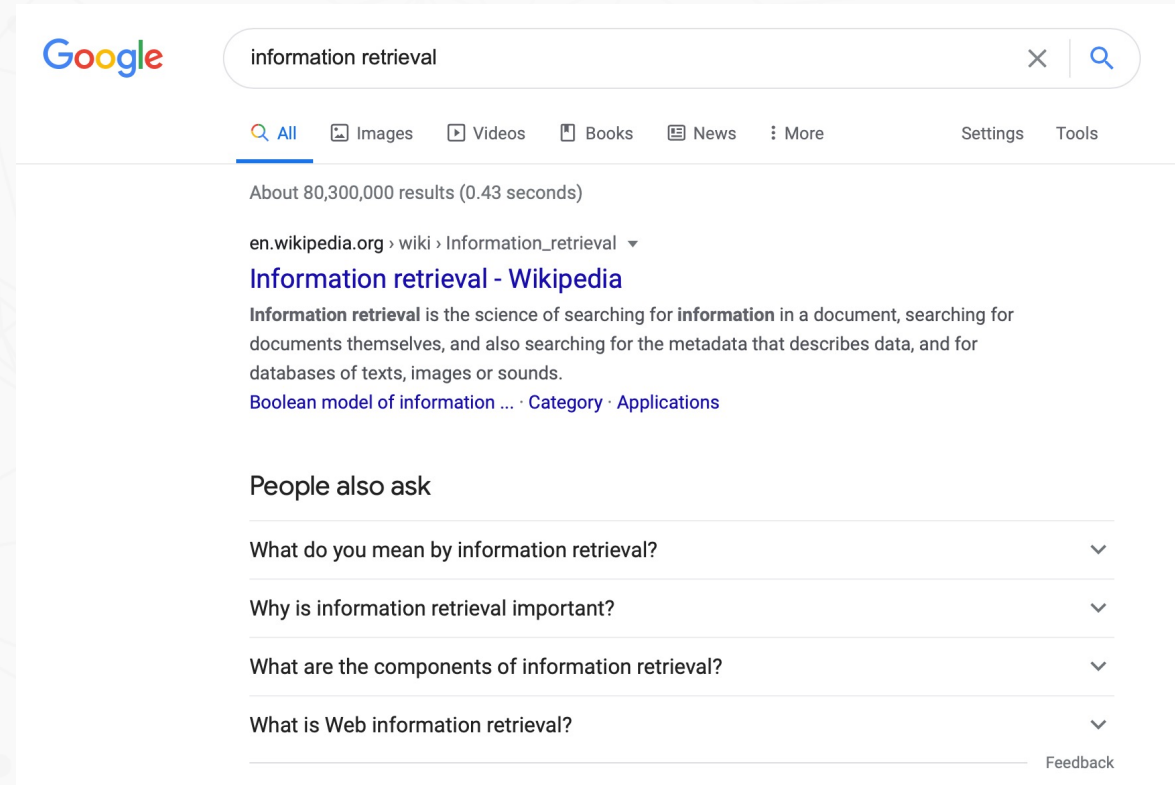 Google
information retrieval
All Images Videos Books News More Settings Tools
About 80,300,000 results (0.43 seconds)
en.wikipedia.org › wiki › Information_retrieval
Information retrieval - Wikipedia
Information retrieval is the science of searching for information in a document, searching for
documents themselves, and also searching for the metadata that describes data, and for
databases of texts, images or sounds.
Boolean model of information ... · Category · Applications
People also ask
What do you mean by information retrieval?
Why is information retrieval important?
What are the components of information retrieval?
What is Web information retrieval?
Feedback